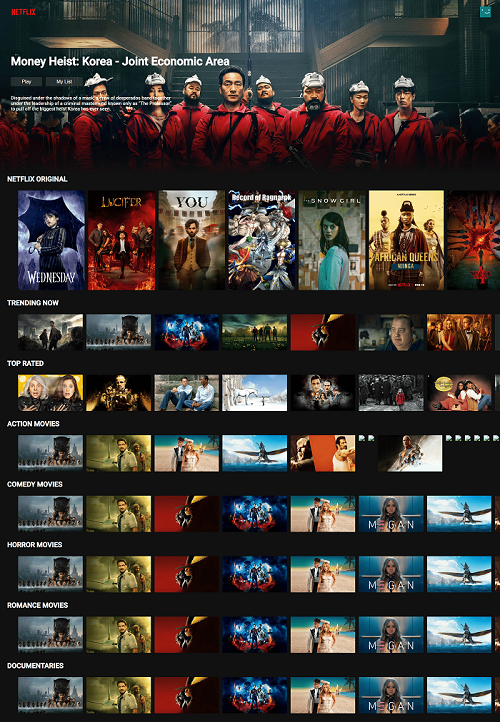 NETFLIX
Money Heist: Korea - Joint Economic Area
Play
My List
Disguised under the shadows of a mask, a crew of desperados band together
under the leadership of a criminal mastermind known only as "The Professor"
to pull off the biggest heist Korea has ever seen.
NETFLIX ORIGINAL
WEDNESDAY
LUCIFER
YOU
Record of Ragnarok
THE SNOW GIRL
AFRICAN QUEENS
NJINGA
TRENDING NOW
TOP RATED
ACTION MOVIES
COMEDY MOVIES
M3GAN
HORROR MOVIES
M3GAN
ROMANCE MOVIES
M3GAN
DOCUMENTARIES
M3GAN